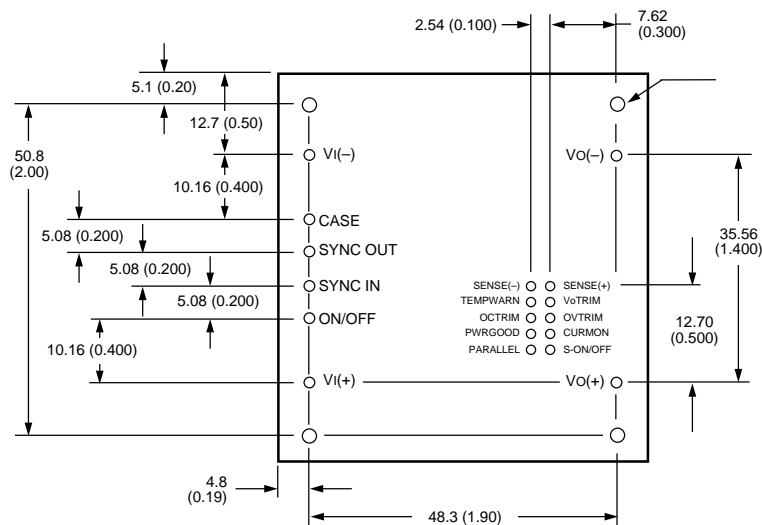 2.54 (0.100)
7.62
(0.300)
5.1 (0.20)
12.7 (0.50)
50.8
(2.00)
VI(–)
VO(–)
10.16 (0.400)
CASE
5.08 (0.200)
SYNC OUT
35.56
(1.400)
5.08 (0.200)
SYNC IN
SENSE(–)
SENSE(+)
5.08 (0.200)
TEMPWARN
VoTRIM
ON/OFF
OCTRIM
OVTRIM
12.70
(0.500)
PWRGOOD
CURMON
10.16 (0.400)
PARALLEL
S-ON/OFF
VI(+)
VO(+)
4.8
(0.19)
48.3 (1.90)